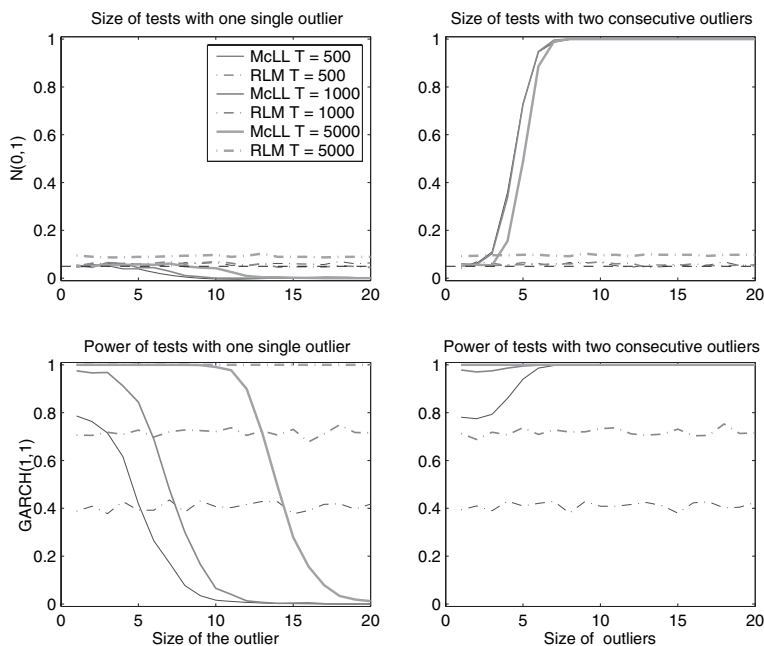 Size of tests with one single outlier
1
0.8
0.6
0.4
0.2
0
N(0,1)
McLL T = 500
RLM T = 500
McLL T = 1000
RLM T = 1000
McLL T = 5000
RLM T = 5000
0 5 10 15 20
Size of tests with two consecutive outliers
1
0.8
0.6
0.4
0.2
0
0 5 10 15 20
Power of tests with one single outlier
1
0.8
0.6
0.4
0.2
0
GARCH(1,1)
0 5 10 15 20
Size of the outlier
Power of tests with two consecutive outliers
1
0.8
0.6
0.4
0.2
0
0 5 10 15 20
Size of outliers